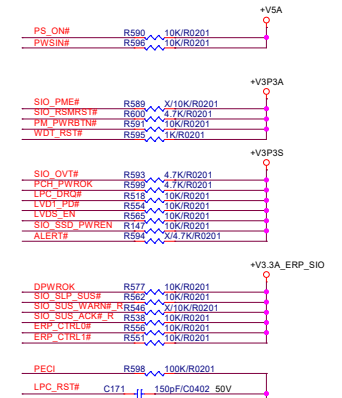 +V5A
PS_ON# R590 10K/R0201
PWSIN# R596 10K/R0201
+V3P3A
SIO_PME# R589 X/10K/R0201
SIO_RSMRST# R600 4.7K/R0201
PM_PWRBTN# R591 10K/R0201
WDT_RST# R595 1K/R0201
+V3P3S
SIO_OVT# R593 4.7K/R0201
PCH_PWROK R599 4.7K/R0201
LPC_DRQ# R518 10K/R0201
LVD1_PD# R554 10K/R0201
LVDS_EN R565 10K/R0201
SIO_SSD_PWREN R147 10K/R0201
ALERT# R594 X/4.7K/R0201
+V3.3A_ERP_SIO
DPWROK R577 10K/R0201
SIO_SLP_SUS# R562 10K/R0201
SIO_SUS_WARN#_R R546 X/10K/R0201
SIO_SUS_ACK#_R R538 10K/R0201
ERP_CTRL0# R556 10K/R0201
ERP_CTRL1# R551 10K/R0201
PECI R598 100K/R0201
LPC_RST# C171 150pF/C0402 50V